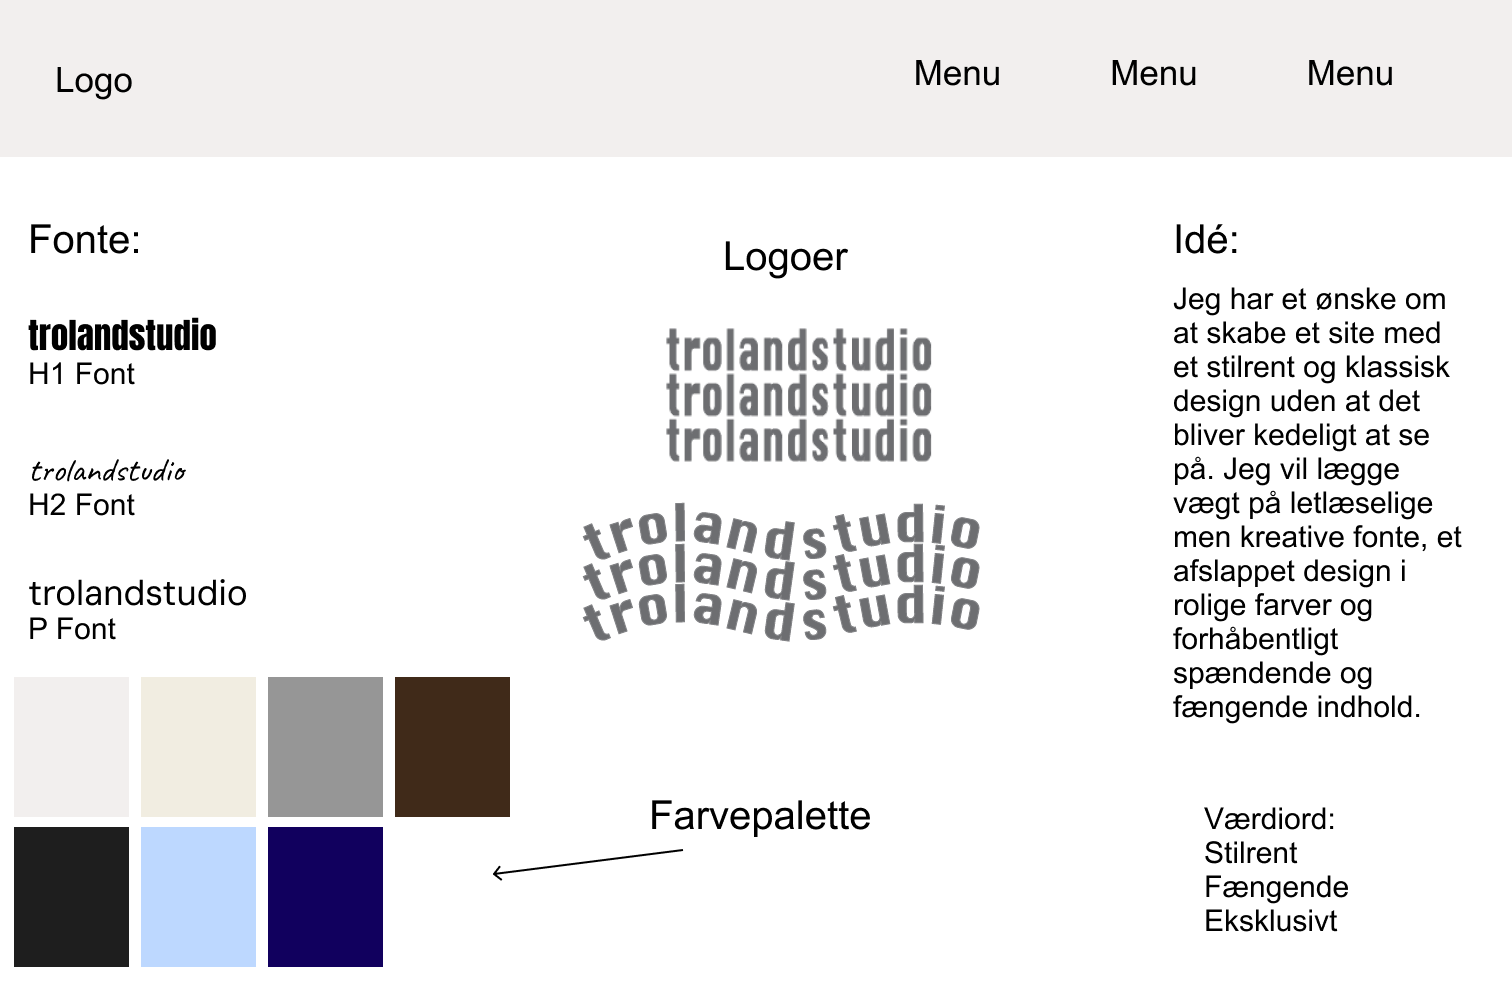 Logo
Menu
Menu
Menu
Fonte:
trolandstudio
H1 Font
trolandstudio
H2 Font
trolandstudio
P Font
Logoer
trolandstudio
trolandstudio
trolandstudio
trolandstudio
trolandstudio
trolandstudio
Farvepalette
Idé:
Jeg har et ønske om
at skabe et site med
et stilrent og klassisk
design uden at det
bliver kedeligt at se
på. Jeg vil lægge
vægt på letlæselige
men kreative fonte, et
afslappet design i
rolige farver og
forhåbentligt
spændende og
fængende indhold.
Værdiord:
Stilrent
Fængende
Eksklusivt